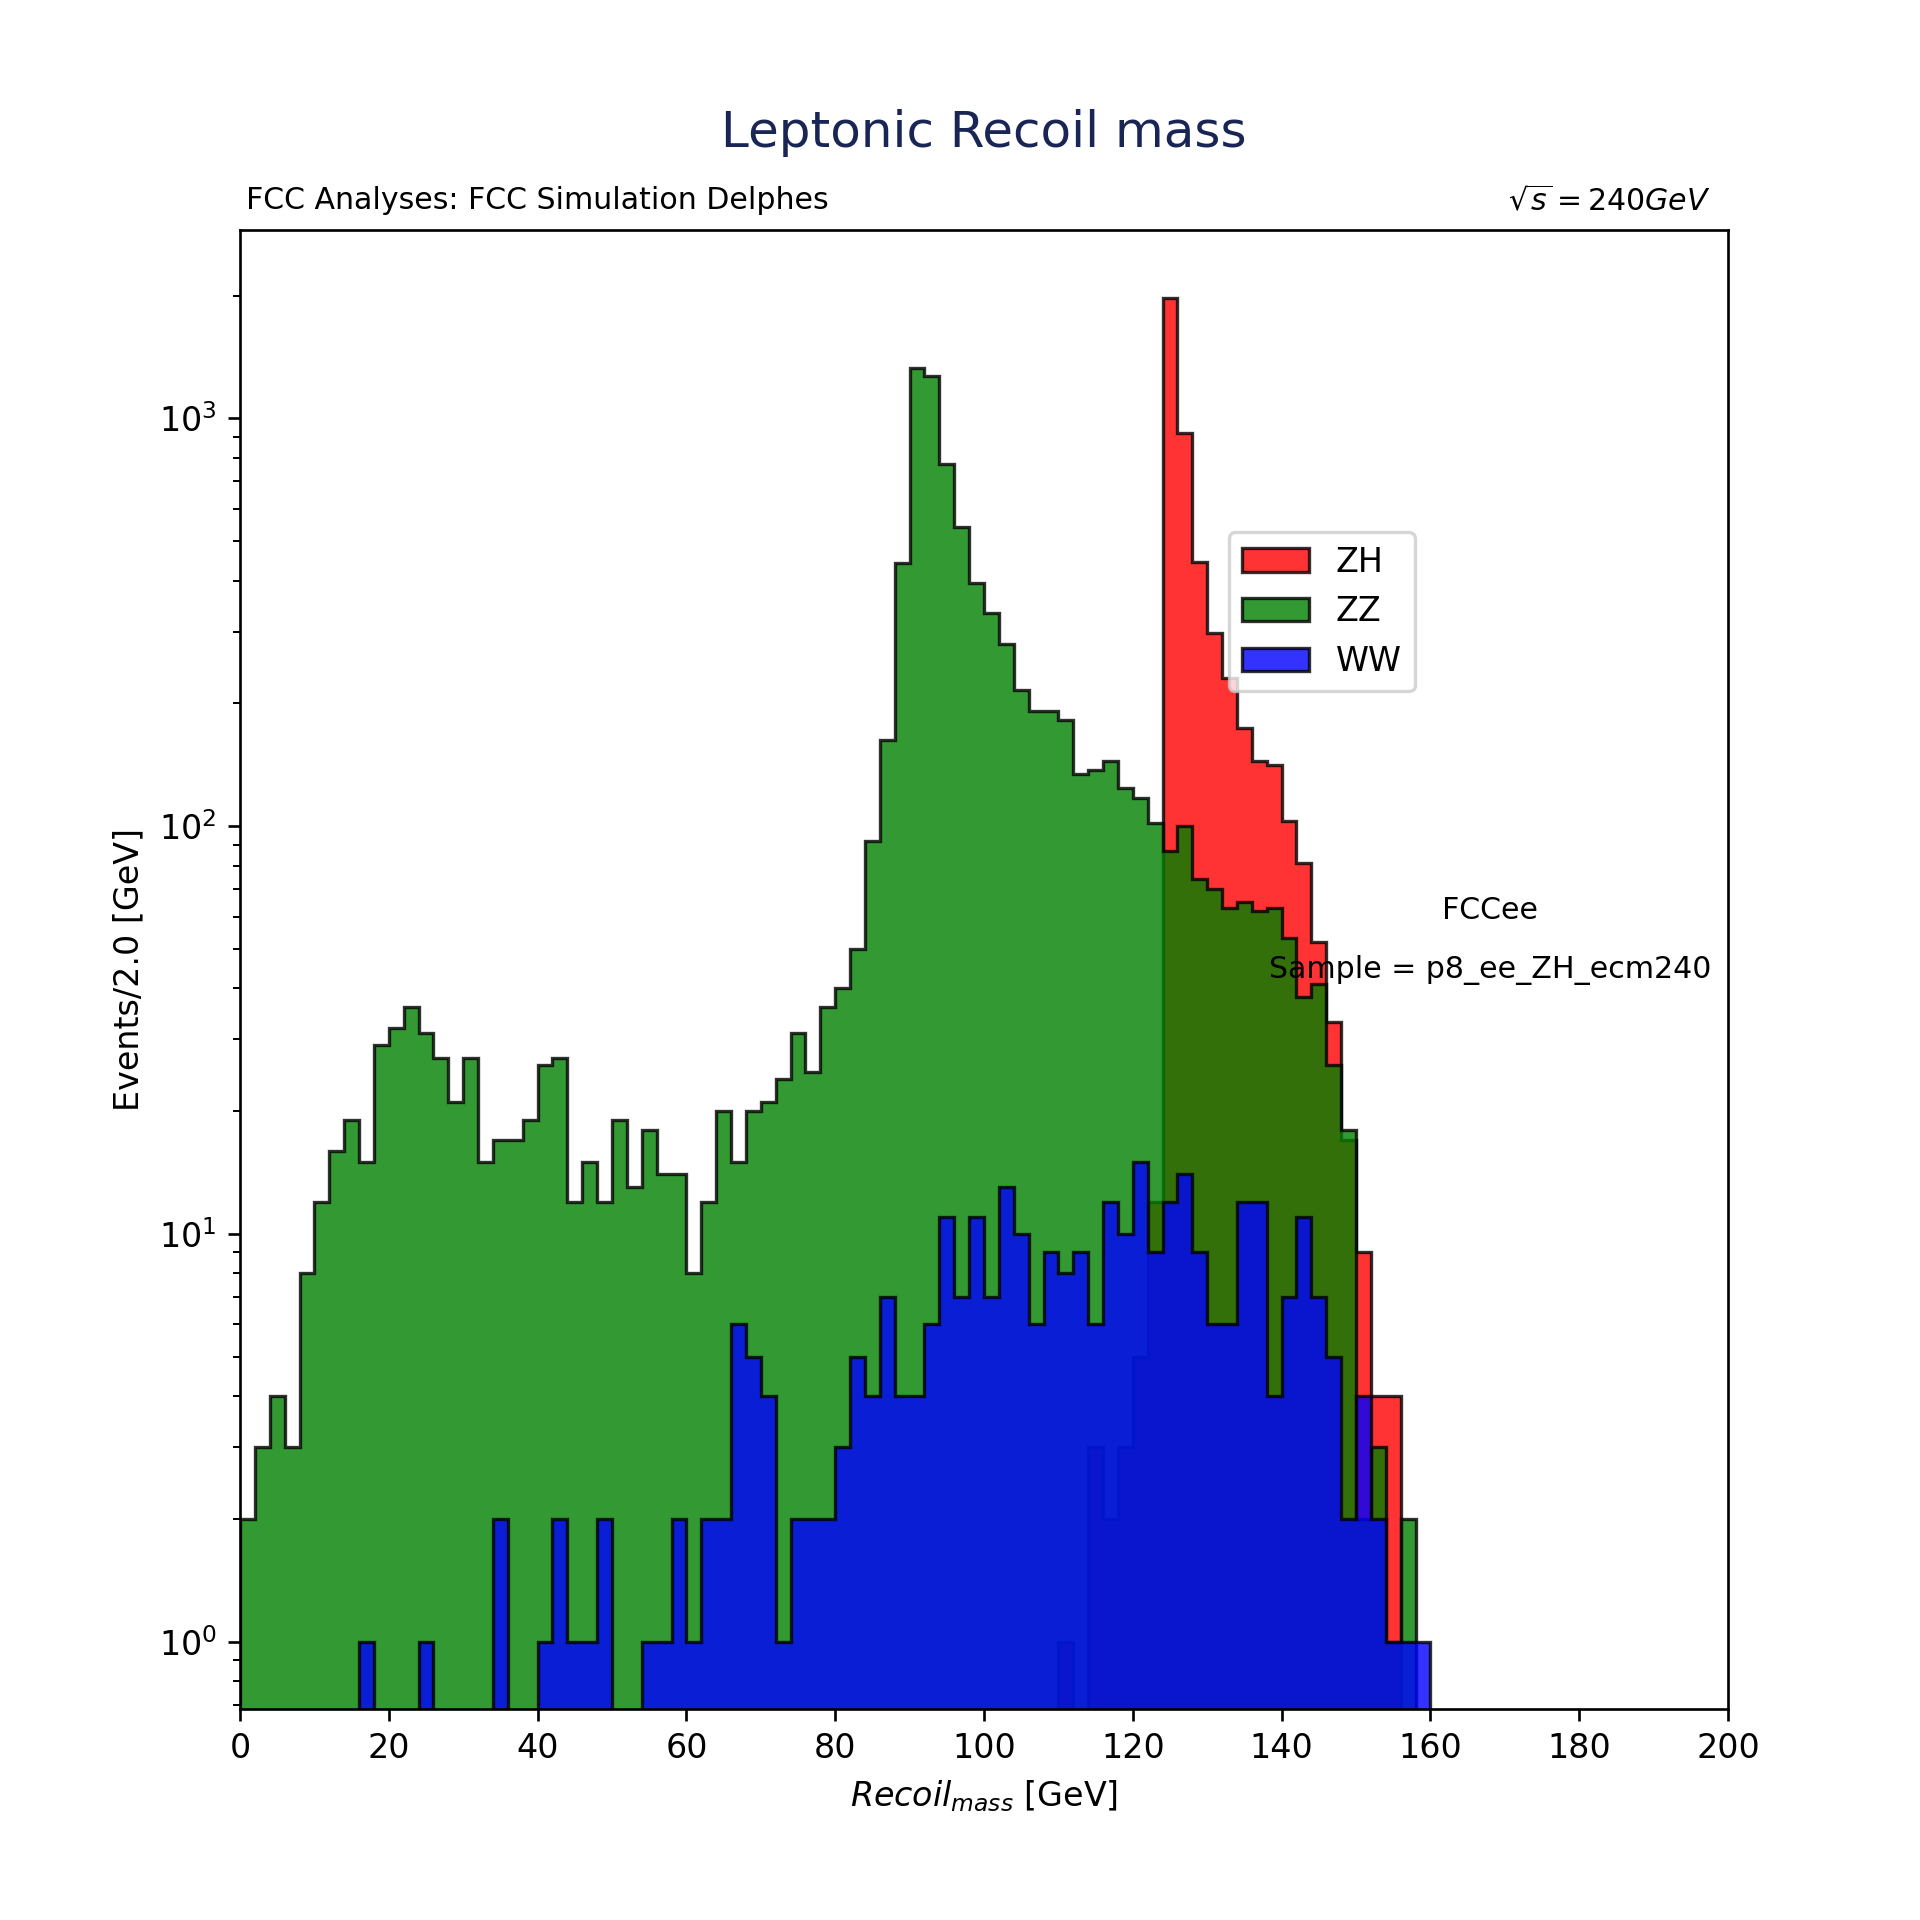 Leptonic Recoil mass
FCC Analyses: FCC Simulation Delphes
√s = 240GeV
Events/2.0 [GeV]
10³
10²
10¹
10⁰
ZH
ZZ
WW
FCCee
Sample = p8_ee_ZH_ecm240
0 20 40 60 80 100 120 140 160 180 200
Recoil_mass [GeV]